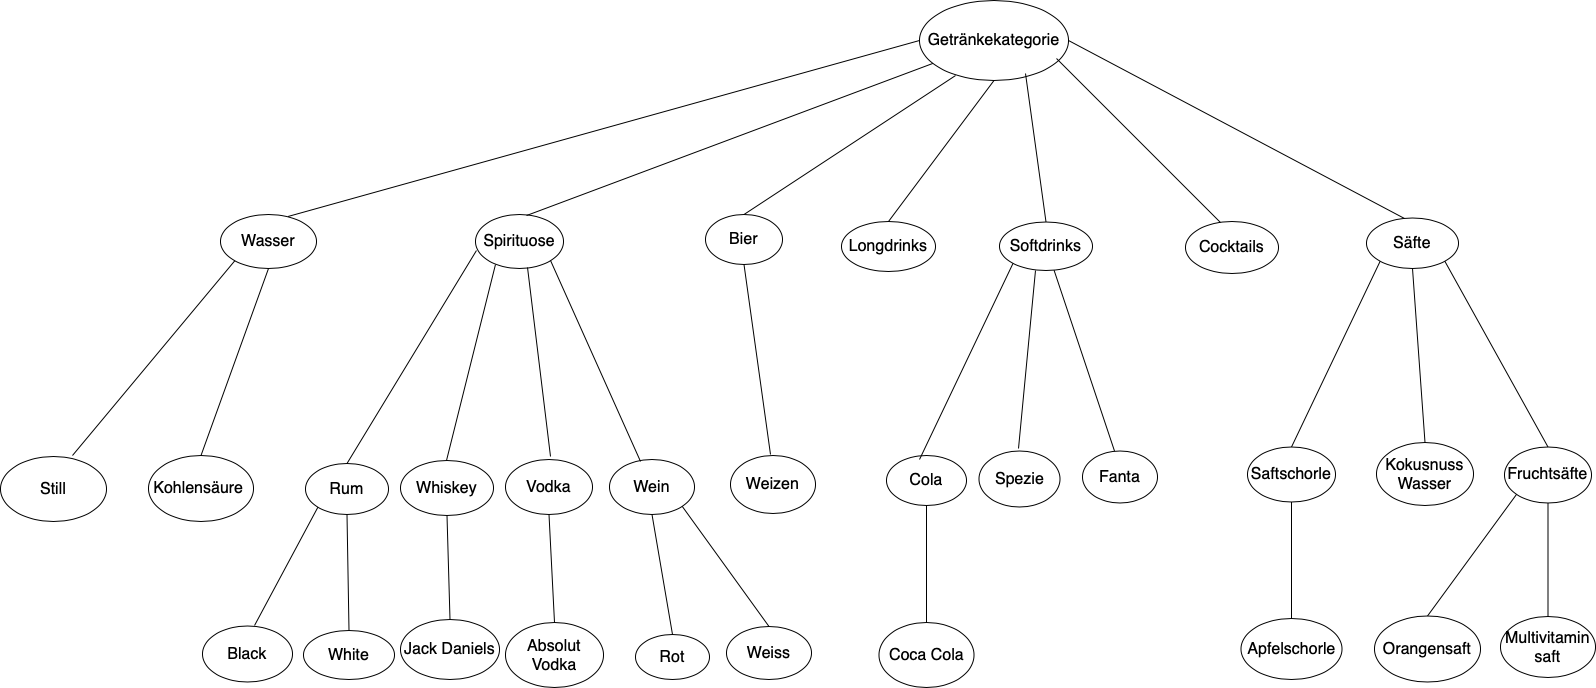 Getränkekategorie
Wasser
Spirituose
Bier
Longdrinks
Softdrinks
Cocktails
Säfte
Still
Kohlensäure
Rum
Whiskey
Vodka
Wein
Weizen
Cola
Spezie
Fanta
Saftschorle
Kokusnuss
Wasser
Fruchtsäfte
Black
White
Jack Daniels
Absolut
Vodka
Rot
Weiss
Coca Cola
Apfelschorle
Orangensaft
Multivitamin
saft